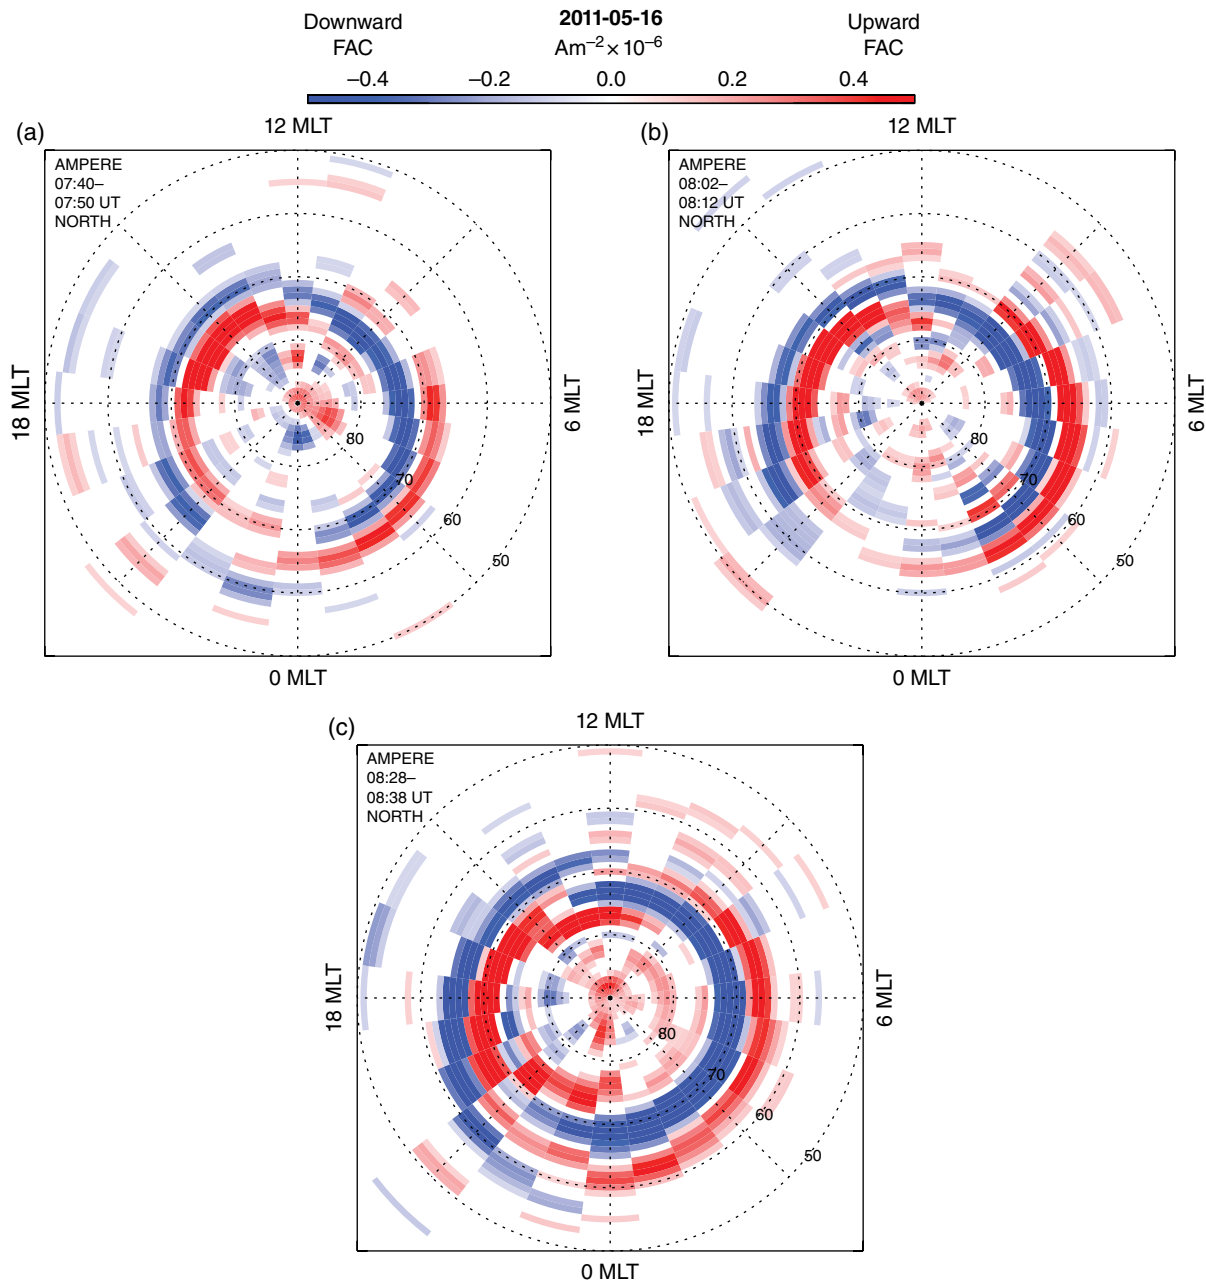 Downward FAC
2011-05-16
Am⁻² × 10⁻⁶
Upward FAC
−0.4 −0.2 0.0 0.2 0.4
(a)
12 MLT
AMPERE
07:40–
07:50 UT
NORTH
18 MLT
6 MLT
80
70
60
50
0 MLT
(b)
12 MLT
AMPERE
08:02–
08:12 UT
NORTH
18 MLT
6 MLT
80
70
60
50
0 MLT
(c)
12 MLT
AMPERE
08:28–
08:38 UT
NORTH
18 MLT
6 MLT
80
70
60
50
0 MLT